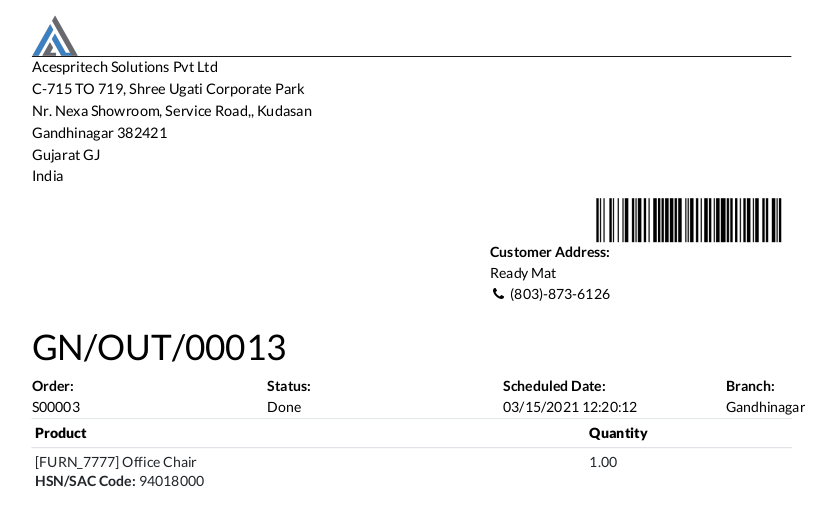 Acespritech Solutions Pvt Ltd
C-715 TO 719, Shree Ugati Corporate Park
Nr. Nexa Showroom, Service Road,, Kudasan
Gandhinagar 382421
Gujarat GJ
India
Customer Address:
Ready Mat
(803)-873-6126
GN/OUT/00013
Order: Status: Scheduled Date: Branch:
S00003 Done 03/15/2021 12:20:12 Gandhinagar
Product Quantity
[FURN_7777] Office Chair 1.00
HSN/SAC Code: 94018000